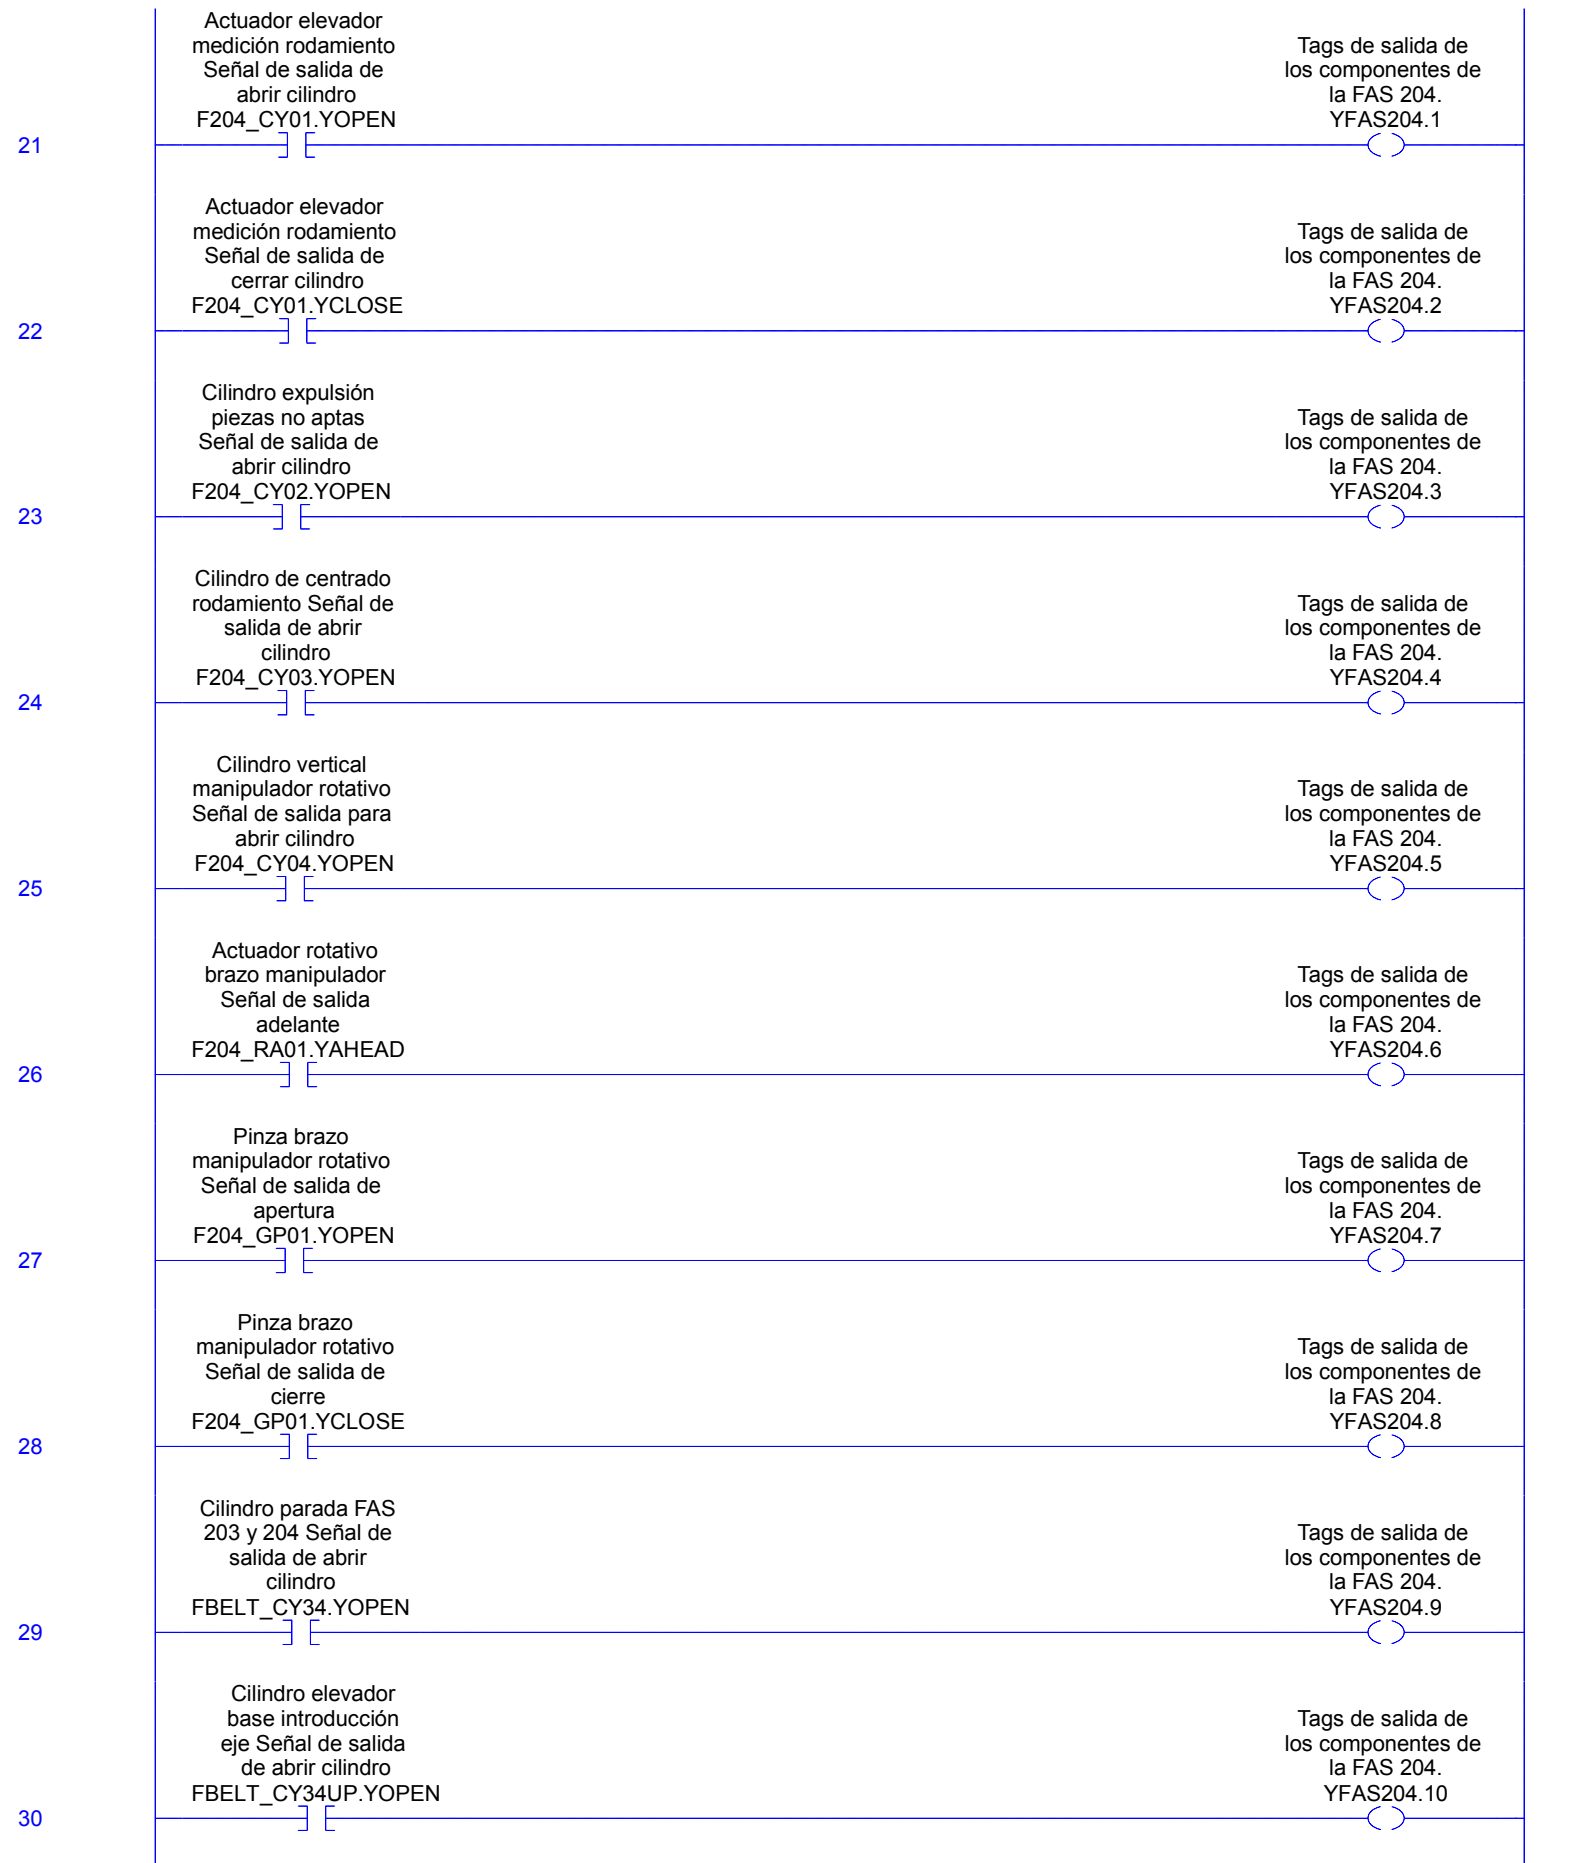 Actuador elevador
medición rodamiento
Señal de salida de
abrir cilindro
F204_CY01.YOPEN
Tags de salida de
los componentes de
la FAS 204.
YFAS204.1
21
Actuador elevador
medición rodamiento
Señal de salida de
cerrar cilindro
F204_CY01.YCLOSE
Tags de salida de
los componentes de
la FAS 204.
YFAS204.2
22
Cilindro expulsión
piezas no aptas
Señal de salida de
abrir cilindro
F204_CY02.YOPEN
Tags de salida de
los componentes de
la FAS 204.
YFAS204.3
23
Cilindro de centrado
rodamiento Señal de
salida de abrir
cilindro
F204_CY03.YOPEN
Tags de salida de
los componentes de
la FAS 204.
YFAS204.4
24
Cilindro vertical
manipulador rotativo
Señal de salida para
abrir cilindro
F204_CY04.YOPEN
Tags de salida de
los componentes de
la FAS 204.
YFAS204.5
25
Actuador rotativo
brazo manipulador
Señal de salida
adelante
F204_RA01.YAHEAD
Tags de salida de
los componentes de
la FAS 204.
YFAS204.6
26
Pinza brazo
manipulador rotativo
Señal de salida de
apertura
F204_GP01.YOPEN
Tags de salida de
los componentes de
la FAS 204.
YFAS204.7
27
Pinza brazo
manipulador rotativo
Señal de salida de
cierre
F204_GP01.YCLOSE
Tags de salida de
los componentes de
la FAS 204.
YFAS204.8
28
Cilindro parada FAS
203 y 204 Señal de
salida de abrir
cilindro
FBELT_CY34.YOPEN
Tags de salida de
los componentes de
la FAS 204.
YFAS204.9
29
Cilindro elevador
base introducción
eje Señal de salida
de abrir cilindro
FBELT_CY34UP.YOPEN
Tags de salida de
los componentes de
la FAS 204.
YFAS204.10
30